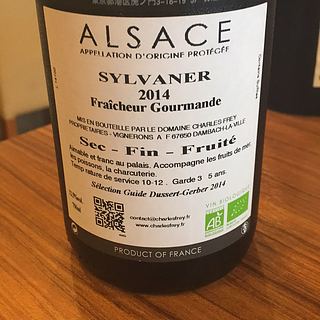 ALSACE
APPELLATION D'ORIGINE PROTÉGÉE
SYLVANER
2014
Fraîcheur Gourmande
MIS EN BOUTEILLE PAR LE DOMAINE CHARLES FREY
PROPRIETAIRES - VIGNERONS A F 67650 DAMBACH-LA-VILLE
Sec - Fin - Fruité
Aimable et franc au palais. Accompagne les fruits de mer,
les poissons, la charcuterie.
Température de service 10-12 . Garde 3 5 ans.
Sélection Guide Dussert-Gerber 2014
VIN BIOLOGIQUE
contact@charlesfrey.fr
www.charlesfrey.fr
AB
PRODUCT OF FRANCE